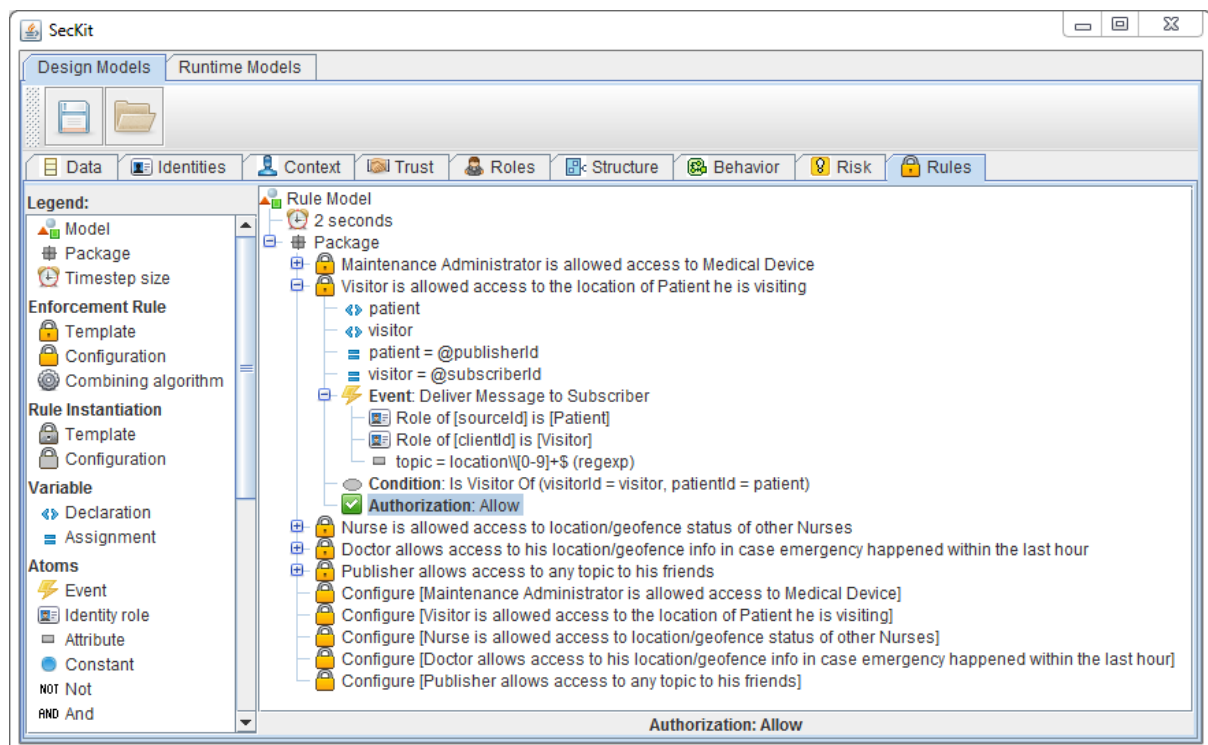 SecKit
Design Models Runtime Models
Data Identities Context Trust Roles Structure Behavior Risk Rules
Legend:
Model
Package
Timestep size
Enforcement Rule
Template
Configuration
Combining algorithm
Rule Instantiation
Template
Configuration
Variable
Declaration
Assignment
Atoms
Event
Identity role
Attribute
Constant
NOT Not
AND And
Rule Model
2 seconds
Package
Maintenance Administrator is allowed access to Medical Device
Visitor is allowed access to the location of Patient he is visiting
patient
visitor
patient = @publisherId
visitor = @subscriberId
Event: Deliver Message to Subscriber
Role of [sourceId] is [Patient]
Role of [clientId] is [Visitor]
topic = location\\[0-9]+$ (regexp)
Condition: Is Visitor Of (visitorId = visitor, patientId = patient)
Authorization: Allow
Nurse is allowed access to location/geofence status of other Nurses
Doctor allows access to his location/geofence info in case emergency happened within the last hour
Publisher allows access to any topic to his friends
Configure [Maintenance Administrator is allowed access to Medical Device]
Configure [Visitor is allowed access to the location of Patient he is visiting]
Configure [Nurse is allowed access to location/geofence status of other Nurses]
Configure [Doctor allows access to his location/geofence info in case emergency happened within the last hour]
Configure [Publisher allows access to any topic to his friends]
Authorization: Allow